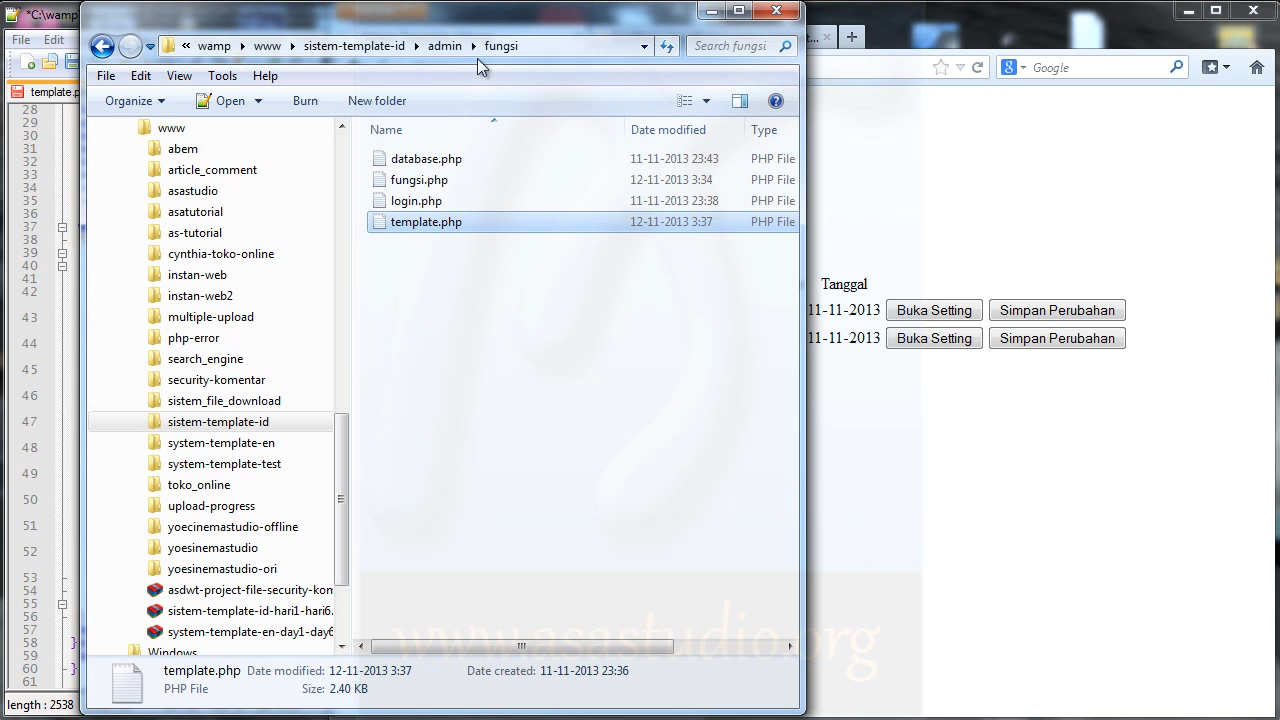 *C:\wamp
File Edit
template.p
28
29
30
31
32
33
34
35
36
37
38
39
40
41
42
43
44
45
46
47
48
49
50
51
52
53
54
55
56
57
58
60
61
length : 2538
« wamp www sistem-template-id admin fungsi
Search fungsi
File Edit View Tools Help
Organize Open Burn New folder
www
abem
article_comment
asastudio
asatutorial
as-tutorial
cynthia-toko-online
instan-web
instan-web2
multiple-upload
php-error
search_engine
security-komentar
sistem_file_download
sistem-template-id
system-template-en
system-template-test
toko_online
upload-progress
yoecinemastudio-offline
yoesinemastudio
yoesinemastudio-ori
asdwt-project-file-security-kom
sistem-template-id-hari1-hari6.
system-template-en-day1-day6
Windows
Name Date modified Type
database.php 11-11-2013 23:43 PHP File
fungsi.php 12-11-2013 3:34 PHP File
login.php 11-11-2013 23:38 PHP File
template.php 12-11-2013 3:37 PHP File
template.php Date modified: 12-11-2013 3:37 Date created: 11-11-2013 23:36
PHP File Size: 2.40 KB
Google
Tanggal
11-11-2013 Buka Setting Simpan Perubahan
11-11-2013 Buka Setting Simpan Perubahan
www.asastudio.org